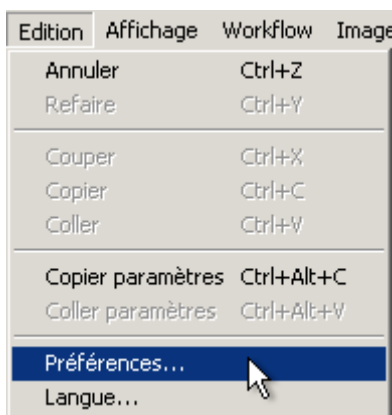 Edition Affichage Workflow Image
Annuler Ctrl+Z
Refaire Ctrl+Y
Couper Ctrl+X
Copier Ctrl+C
Coller Ctrl+V
Copier paramètres Ctrl+Alt+C
Coller paramètres Ctrl+Alt+V
Préférences...
Langue...